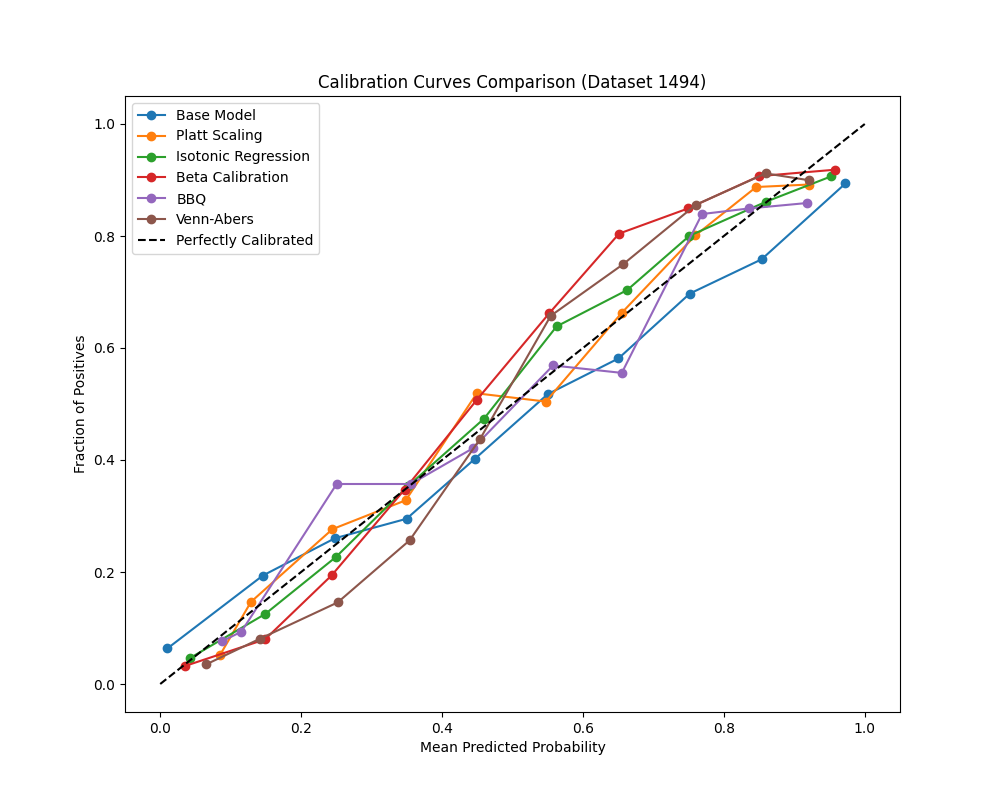 Calibration Curves Comparison (Dataset 1494)
Base Model
Platt Scaling
Isotonic Regression
Beta Calibration
BBQ
Venn-Abers
Perfectly Calibrated
Fraction of Positives
1.0
0.8
0.6
0.4
0.2
0.0
0.0 0.2 0.4 0.6 0.8 1.0
Mean Predicted Probability